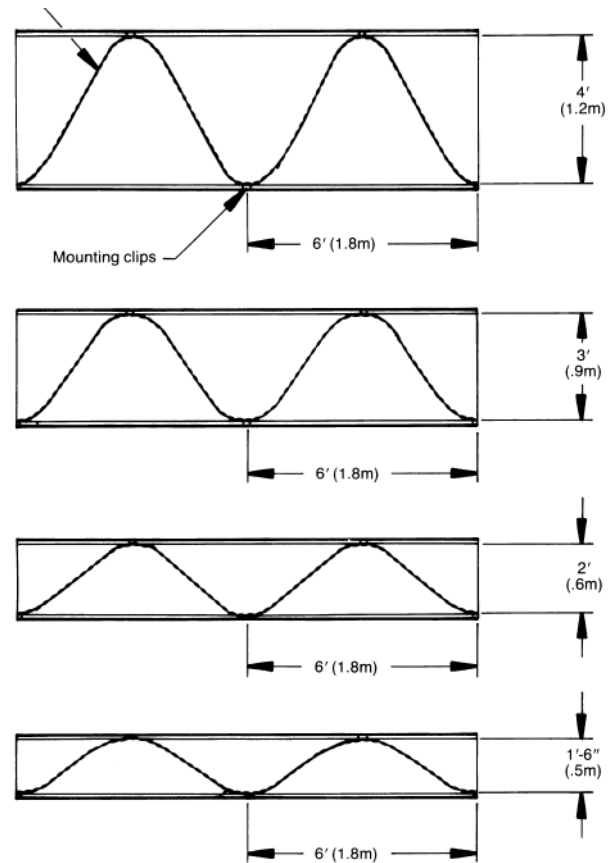 4′
(1.2m)
Mounting clips
6′ (1.8m)
3′
(.9m)
6′ (1.8m)
2′
(.6m)
6′ (1.8m)
1′-6″
(.5m)
6′ (1.8m)